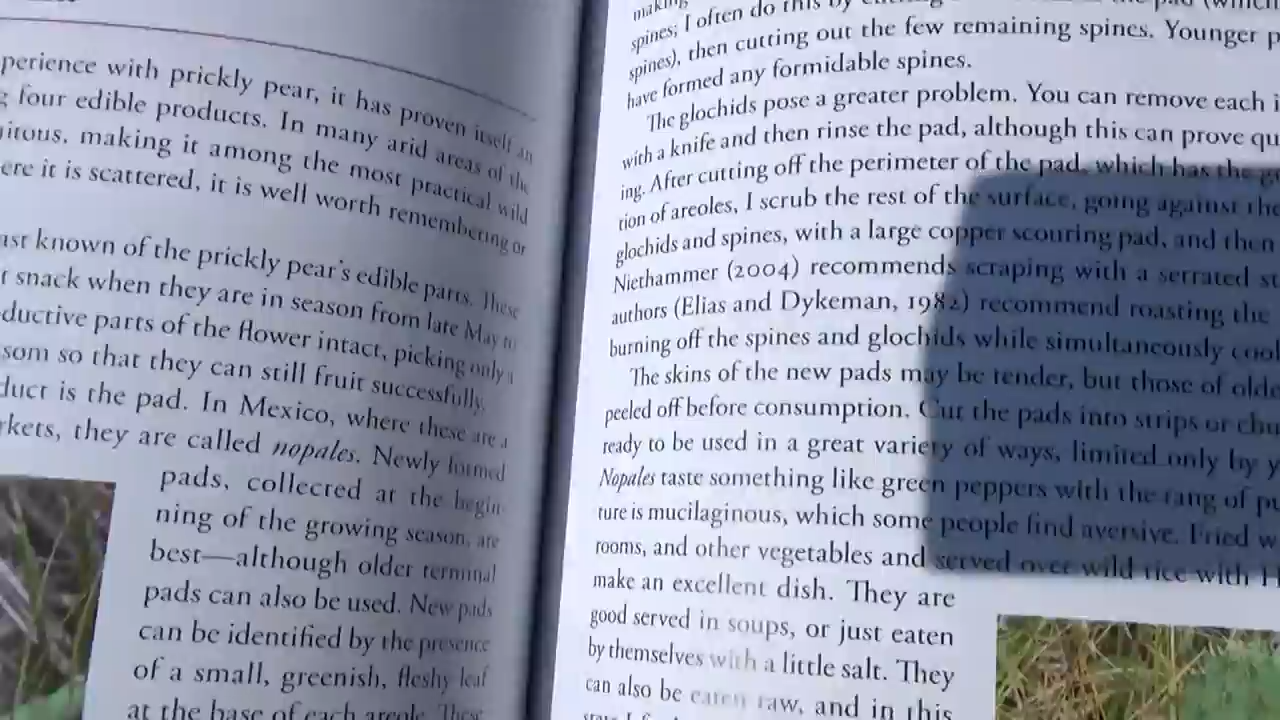 perience with prickly pear, it has proven itself an
four edible products. In many arid areas of the
itous, making it among the most practical wild
ere it is scattered, it is well worth remembering or
ast known of the prickly pear's edible parts. These
t snack when they are in season from late May to
ductive parts of the flower intact, picking only a
som so that they can still fruit successfully.
duct is the pad. In Mexico, where these are a
rkets, they are called nopales. Newly formed
pads, collected at the begin-
ning of the growing season, are
best—although older terminal
pads can also be used. New pads
can be identified by the presence
of a small, greenish, fleshy leaf
at the base of each areole. These
making
spines; I often do this by
spines), then cutting out the few remaining spines. Younger p
have formed any formidable spines.
The glochids pose a greater problem. You can remove each
with a knife and then rinse the pad, although this can prove qu
ing. After cutting off the perimeter of the pad, which has the
tion of areoles, I scrub the rest of the surface, going against the
glochids and spines, with a large copper scouring pad, and then
Niethammer (2004) recommends scraping with a serrated st
authors (Elias and Dykeman, 1982) recommend roasting the
burning off the spines and glochids while simultaneously cool
The skins of the new pads may be tender, but those of olde
peeled off before consumption. Cut the pads into strips or chu
ready to be used in a great variety of ways, limited only by y
Nopales taste something like green peppers with the tang of pu
ture is mucilaginous, which some people find aversive. Fried w
rooms, and other vegetables and served over wild rice with H
make an excellent dish. They are
good served in soups, or just eaten
by themselves with a little salt. They
can also be eaten raw, and in this